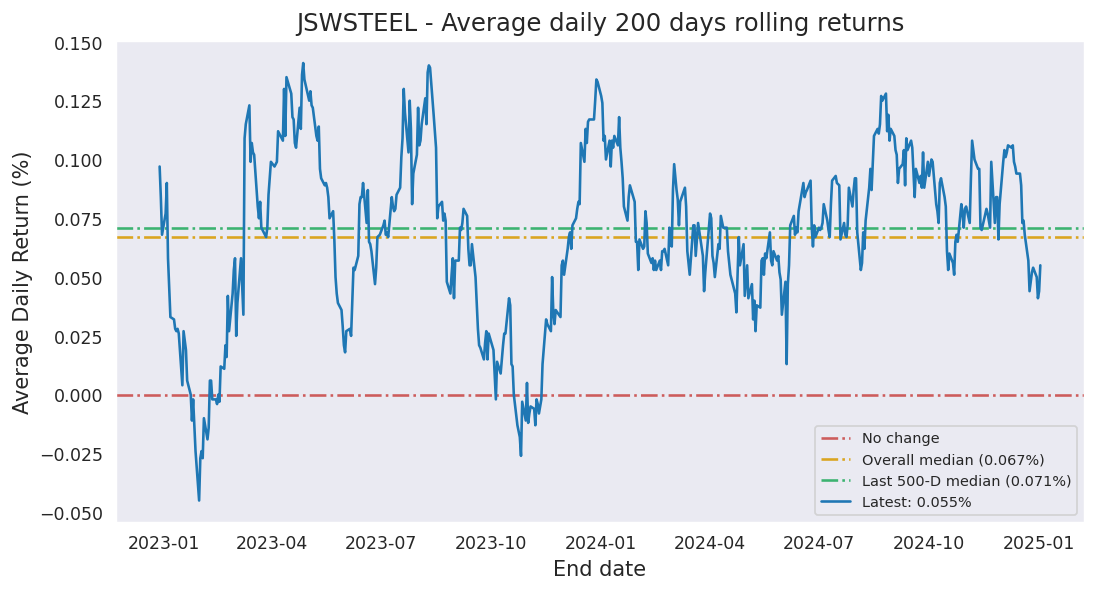 JSWSTEEL - Average daily 200 days rolling returns
Average Daily Return (%)
0.150
0.125
0.100
0.075
0.050
0.025
0.000
−0.025
−0.050
No change
Overall median (0.067%)
Last 500-D median (0.071%)
Latest: 0.055%
2023-01 2023-04 2023-07 2023-10 2024-01 2024-04 2024-07 2024-10 2025-01
End date